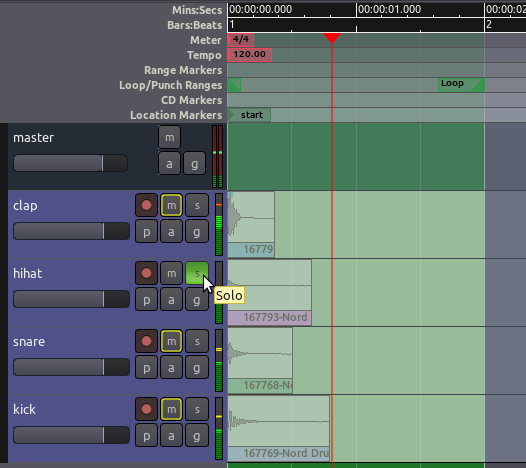 Mins:Secs 00:00:00.000 00:00:01.000 00:00:02
Bars:Beats 1 2
Meter 4/4
Tempo 120.00
Range Markers
Loop/Punch Ranges Loop
CD Markers
Location Markers start
master m
a g
clap m s
p a g 16779
hihat m s
Solo
p a g 167793-Nord
snare m s
p a g 167768-No
kick m s
p a g 167769-Nord Dru